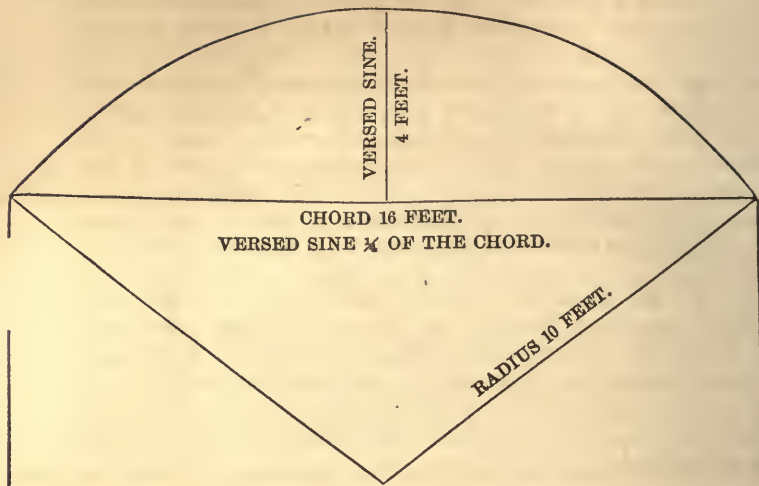 VERSED SINE.
4 FEET.
CHORD 16 FEET.
VERSED SINE ¼ OF THE CHORD.
RADIUS 10 FEET.